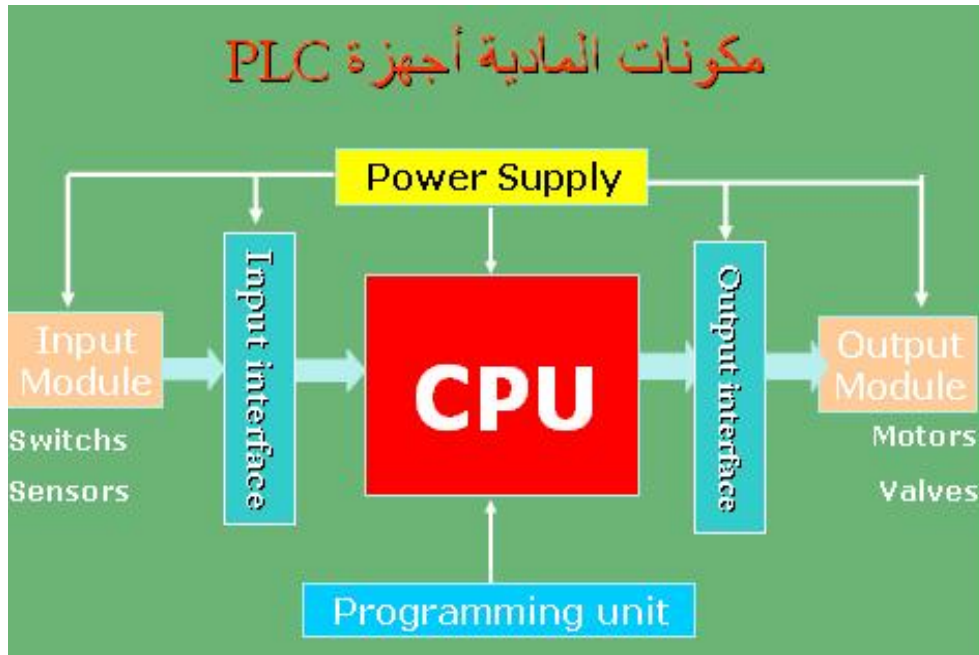 مكونات المادية أجهزة PLC
Power Supply
Input
Module
Input interface
CPU
Output interface
Output
Module
Switchs
Sensors
Motors
Valves
Programming unit